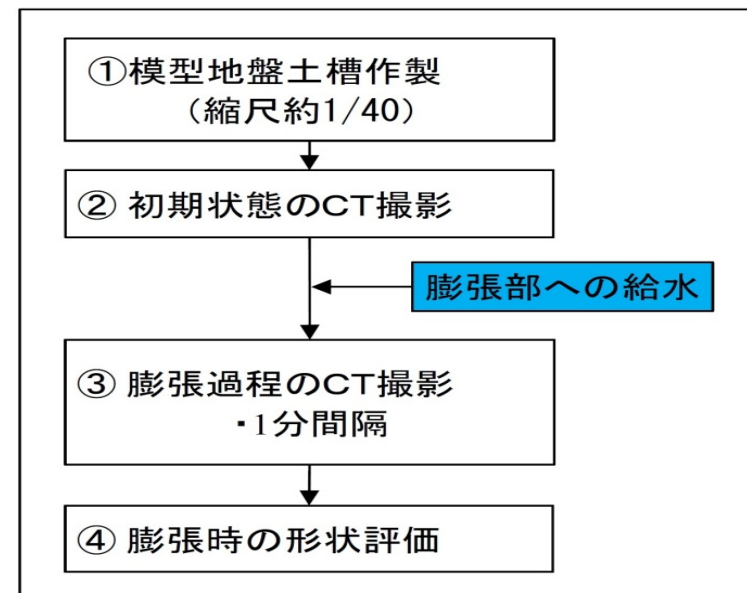 ①模型地盤土槽作製
（縮尺約1/40）
② 初期状態のCT撮影
膨張部への給水
③ 膨張過程のCT撮影
・1分間隔
④ 膨張時の形状評価